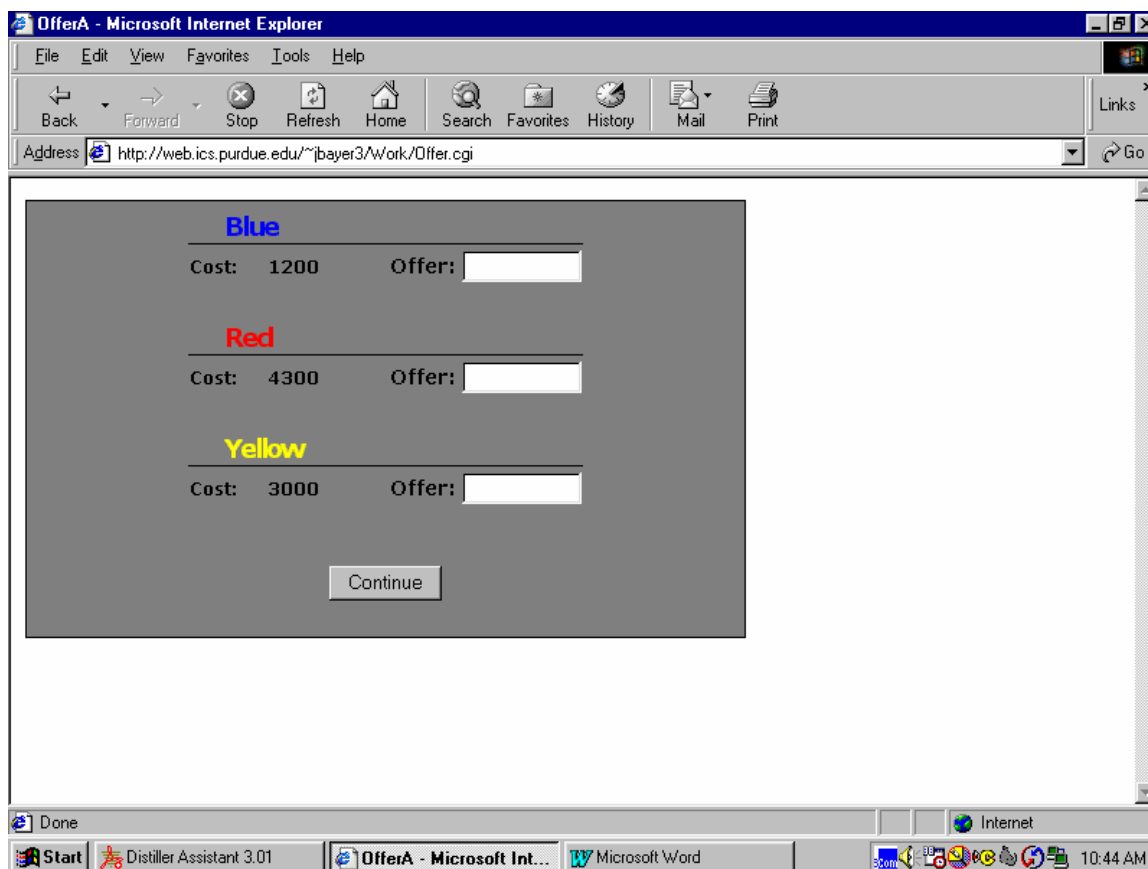 OfferA - Microsoft Internet Explorer
File Edit View Favorites Tools Help
Back Forward Stop Refresh Home Search Favorites History Mail Print Links
Address http://web.ics.purdue.edu/~jbayer3/Work/Offer.cgi Go
Blue
Cost: 1200 Offer:
Red
Cost: 4300 Offer:
Yellow
Cost: 3000 Offer:
Continue
Done Internet
Start Distiller Assistant 3.01 OfferA - Microsoft Int... Microsoft Word 10:44 AM